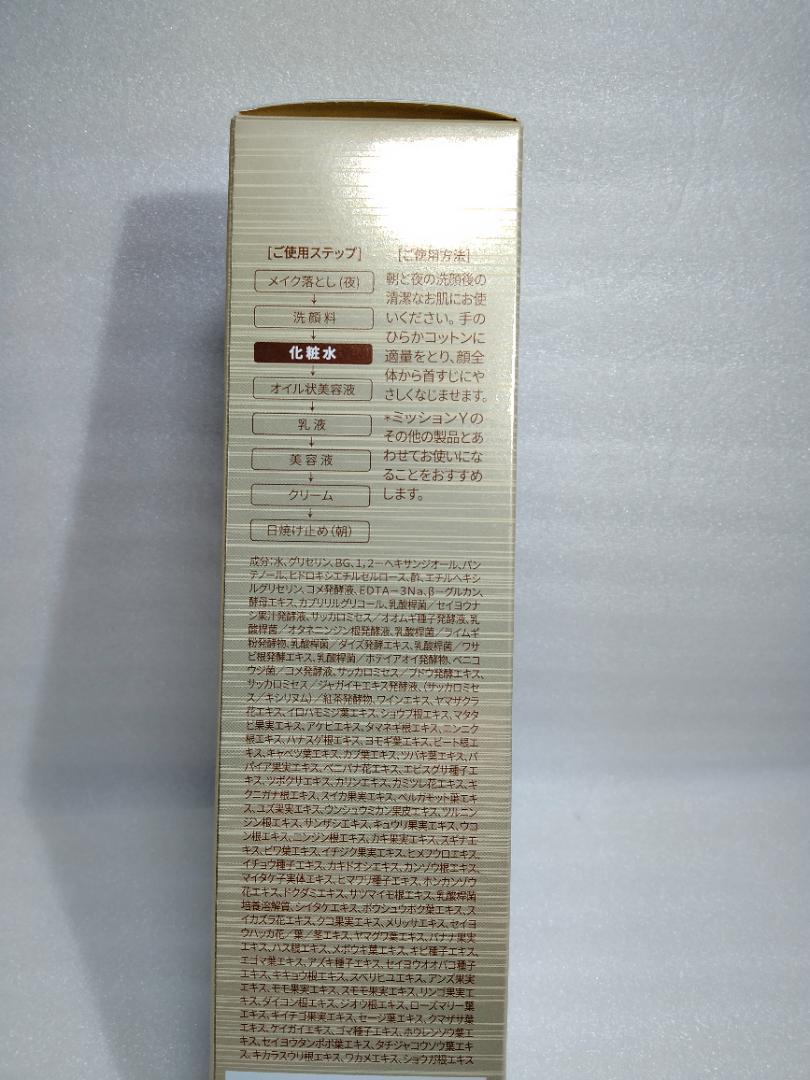 [ご使用ステップ]
メイク落とし(夜)
↓
洗顔料
↓
化粧水
↓
オイル状美容液
↓
乳液
↓
美容液
↓
クリーム
↓
日焼け止め(朝)
[ご使用方法]
朝と夜の洗顔後の
清潔なお肌にお使
いください。手の
ひらかコットンに
適量をとり、顔全
体から首すじにや
さしくなじませます。
*ミッションYの
その他の製品とあ
わせてお使いにな
ることをおすすめ
します。
成分:水、グリセリン、BG、1,2-ヘキサンジオール、パン
テノール、ヒドロキシエチルセルロース、酢、エチルヘキシ
ルグリセリン、コメ発酵液、EDTA-3Na、β-グルカン、
酵母エキス、カプリリルグリコール、乳酸桿菌/セイヨウナ
シ果汁発酵液、サッカロミセス/オオムギ種子発酵液、乳
酸桿菌/オタネニンジン根発酵液、乳酸桿菌/ライムギ
粉発酵物、乳酸桿菌/ダイズ発酵エキス、乳酸桿菌/ワサ
ビ根発酵エキス、乳酸桿菌/ホテイアオイ発酵物、ベニコ
ウジ菌/コメ発酵液、サッカロミセス/ブドウ発酵エキス、
サッカロミセス/ジャガイモエキス発酵液、(サッカロミセ
ス/キシリヌム)/紅茶発酵物、ワインエキス、ヤマザクラ
花エキス、イロハモミジ葉エキス、ショウブ根エキス、マタタ
ビ果実エキス、アケビエキス、タマネギ根エキス、ニンニク
根エキス、ハナスゲ根エキス、ヨモギ葉エキス、ビート根エ
キス、キャベツ葉エキス、カブ葉エキス、ツバキ葉エキス、パ
パイア果実エキス、ベニバナ花エキス、エビスグサ種子エ
キス、ツボクサエキス、カリンエキス、カミツレ花エキス、キ
クニガナ根エキス、スイカ果実エキス、ベルガモット葉エキ
ス、ユズ果実エキス、ウンシュウミカン果皮エキス、ツルニン
ジン根エキス、サンザシエキス、キュウリ果実エキス、ウコ
ン根エキス、ニンジン根エキス、カキ果実エキス、スギナエ
キス、ビワ葉エキス、イチジク果実エキス、ヒメフウロエキス、
イチョウ種子エキス、カキドオシエキス、カンゾウ根エキス、
マイタケ子実体エキス、ヒマワリ種子エキス、ホンカンゾウ
花エキス、ドクダミエキス、サツマイモ根エキス、乳酸桿菌
培養溶解質、シイタケエキス、ボウシュウボク葉エキス、ス
イカズラ花エキス、クコ果実エキス、メリッサエキス、セイヨ
ウハッカ花/葉/茎エキス、ヤマグワ葉エキス、バナナ果実
エキス、ハス根エキス、メボウキ葉エキス、キビ種子エキス、
エゴマ葉エキス、アズキ種子エキス、セイヨウオオバコ種子
エキス、キキョウ根エキス、スベリヒユエキス、アンズ果実
エキス、モモ果実エキス、スモモ果実エキス、リンゴ果実エ
キス、ダイコン根エキス、ジオウ根エキス、ローズマリー葉
エキス、キイチゴ果実エキス、セージ葉エキス、クマザサ葉
エキス、ケイガイエキス、ゴマ種子エキス、ホウレンソウ葉エ
キス、セイヨウタンポポ葉エキス、タチジャコウソウ葉エキ
ス、キカラスウリ根エキス、ワカメエキス、ショウガ根エキス